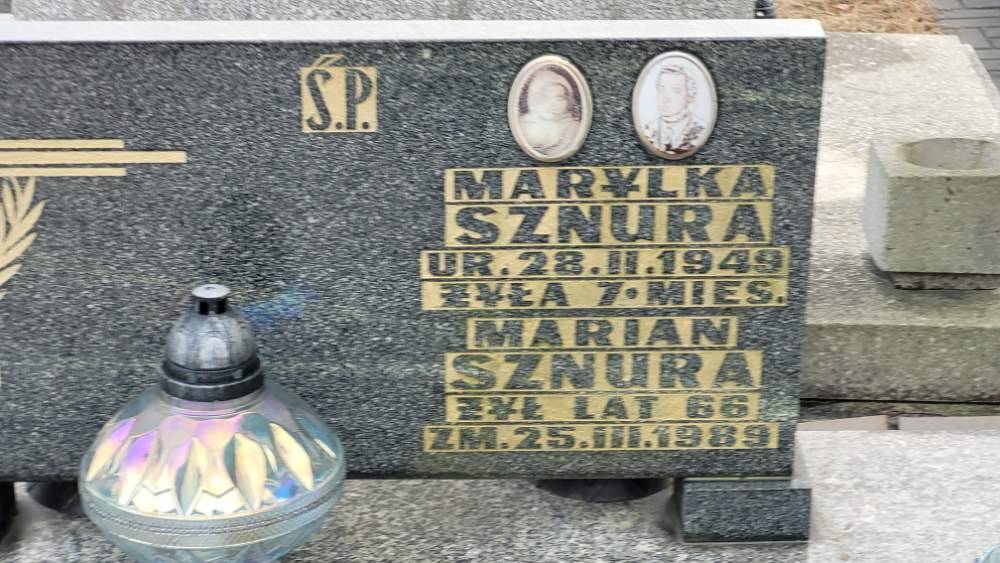 Ś.P.
MARYLKA
SZNURA
UR.28.II.1949
ŻYŁA 7·MIES.
MARIAN
SZNURA
ŻYŁ LAT 66
ZM.25.III.1989